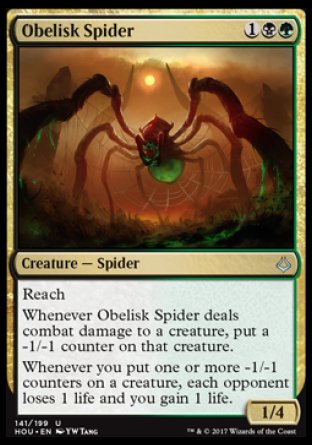 Obelisk Spider 1
Creature — Spider
Reach
Whenever Obelisk Spider deals
combat damage to a creature, put a
-1/-1 counter on that creature.
Whenever you put one or more -1/-1
counters on a creature, each opponent
loses 1 life and you gain 1 life.
1/4
141/199 U
HOU • EN YW Tang ™ & © 2017 Wizards of the Coast